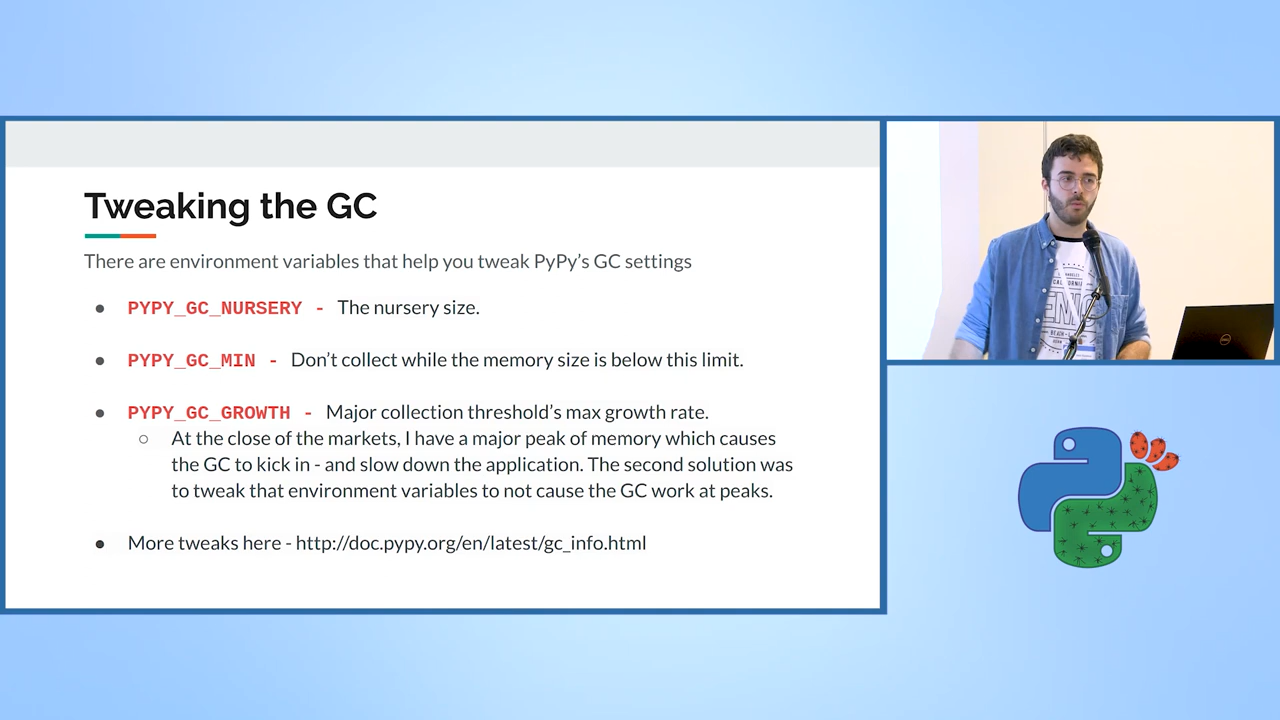 Tweaking the GC
There are environment variables that help you tweak PyPy's GC settings
● PYPY_GC_NURSERY - The nursery size.
● PYPY_GC_MIN - Don't collect while the memory size is below this limit.
● PYPY_GC_GROWTH - Major collection threshold's max growth rate.
○ At the close of the markets, I have a major peak of memory which causes
the GC to kick in - and slow down the application. The second solution was
to tweak that environment variables to not cause the GC work at peaks.
● More tweaks here - http://doc.pypy.org/en/latest/gc_info.html